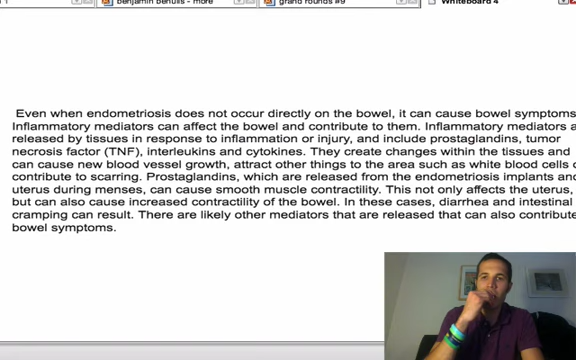 benjamin benulis - more
grand rounds #9
Whiteboard 4
Even when endometriosis does not occur directly on the bowel, it can cause bowel symptoms
Inflammatory mediators can affect the bowel and contribute to them. Inflammatory mediators a
released by tissues in response to inflammation or injury, and include prostaglandins, tumor
necrosis factor (TNF), interleukins and cytokines. They create changes within the tissues and
can cause new blood vessel growth, attract other things to the area such as white blood cells
contribute to scarring. Prostaglandins, which are released from the endometriosis implants and
uterus during menses, can cause smooth muscle contractility. This not only affects the uterus,
but can also cause increased contractility of the bowel. In these cases, diarrhea and intestinal
cramping can result. There are likely other mediators that are released that can also contribute
bowel symptoms.